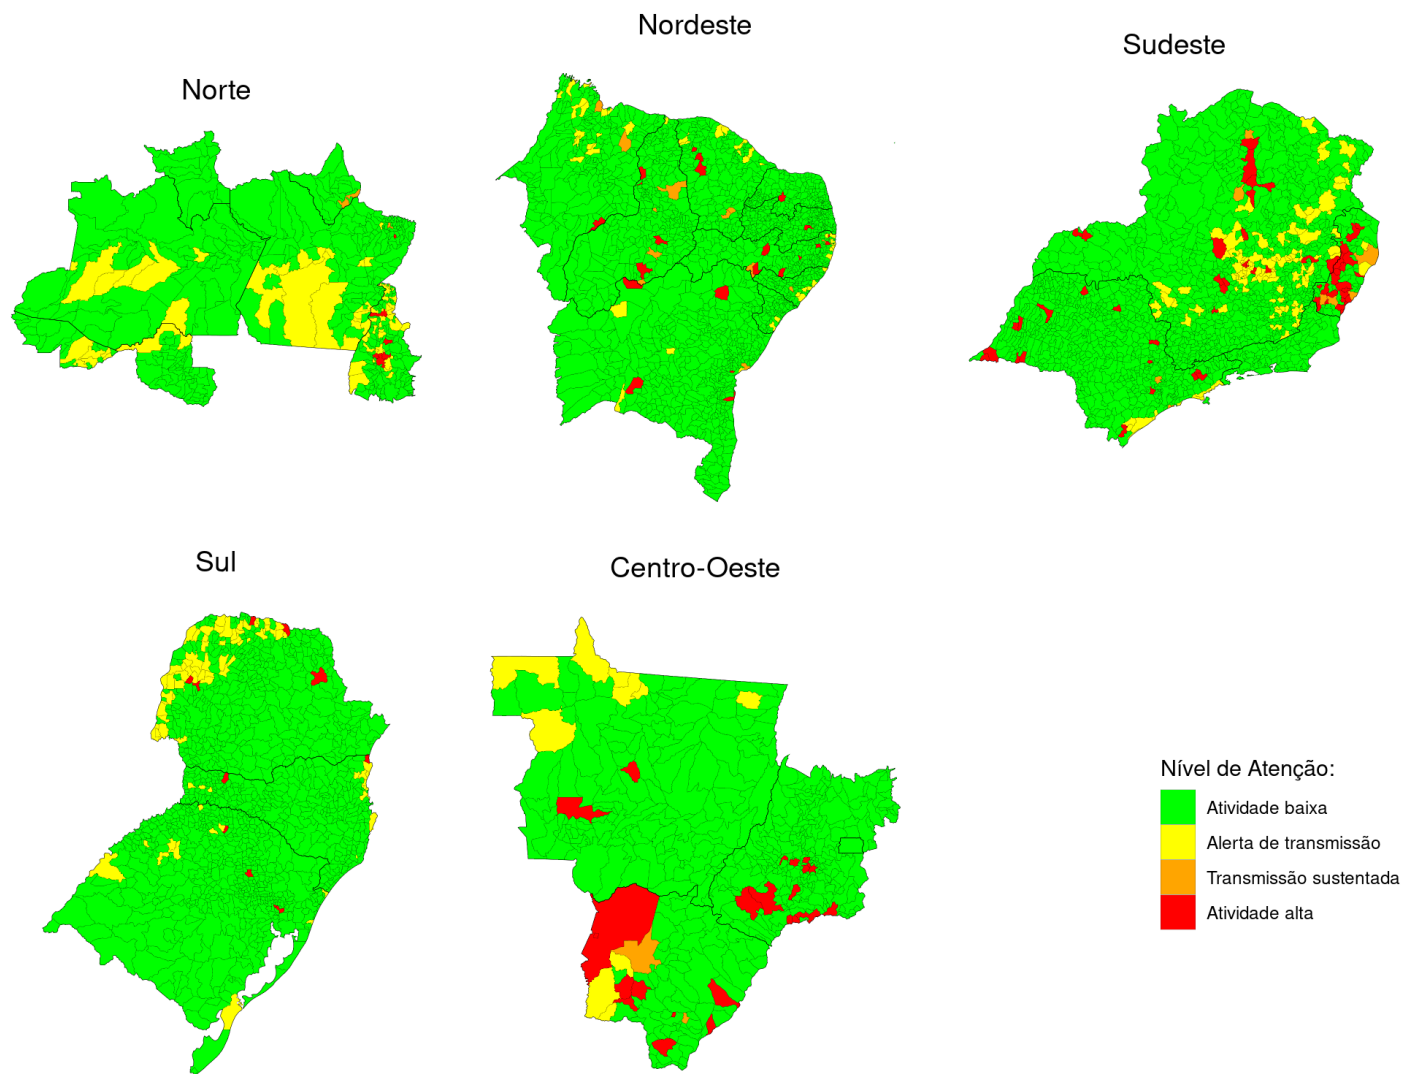 Norte
Nordeste
Sudeste
Sul
Centro-Oeste
Nível de Atenção:
Atividade baixa
Alerta de transmissão
Transmissão sustentada
Atividade alta